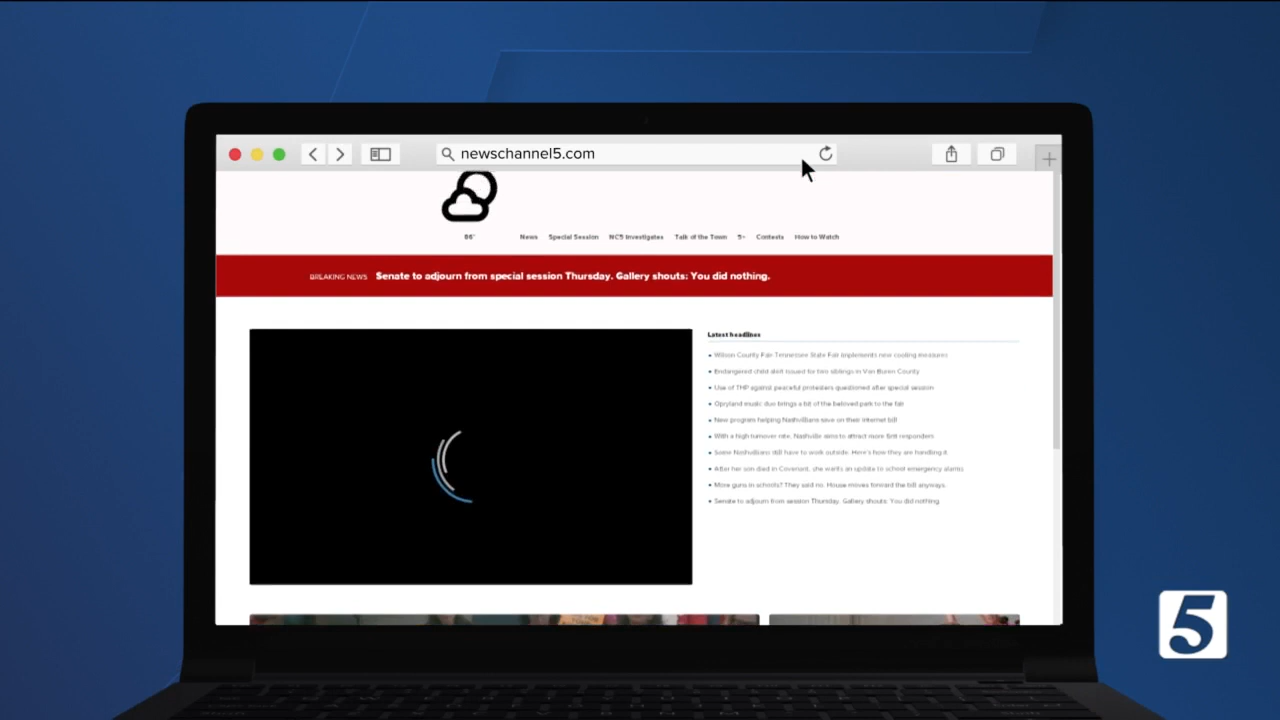 newschannel5.com
86°
News Special Session NC5 Investigates Talk of the Town 5+ Contests How to Watch
BREAKING NEWS Senate to adjourn from special session Thursday. Gallery shouts: You did nothing.
Latest headlines
Wilson County Fair Tennessee State Fair implements new cooling measures
Endangered child alert issued for two siblings in Van Buren County
Use of THP against peaceful protesters questioned after special session
Opryland music duo brings a bit of the beloved park to the fair
New program helping Nashvillians save on their internet bill
With a high turnover rate, Nashville aims to attract more first responders
Some Nashvillians still have to work outside. Here's how they are handling it.
After her son died in Covenant, she wants an update to school emergency alarms
More guns in schools? They said no. House moves forward the bill anyways.
Senate to adjourn from session Thursday. Gallery shouts: You did nothing.
5